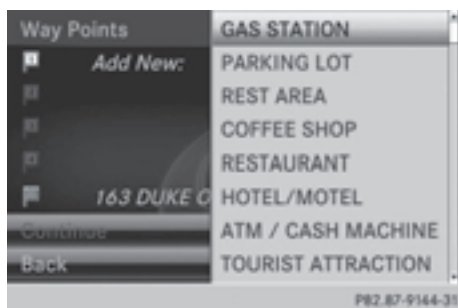 Way Points
Add New:
163 DUKE O
Continue
Back
GAS STATION
PARKING LOT
REST AREA
COFFEE SHOP
RESTAURANT
HOTEL/MOTEL
ATM / CASH MACHINE
TOURIST ATTRACTION
P82.87-9144-31